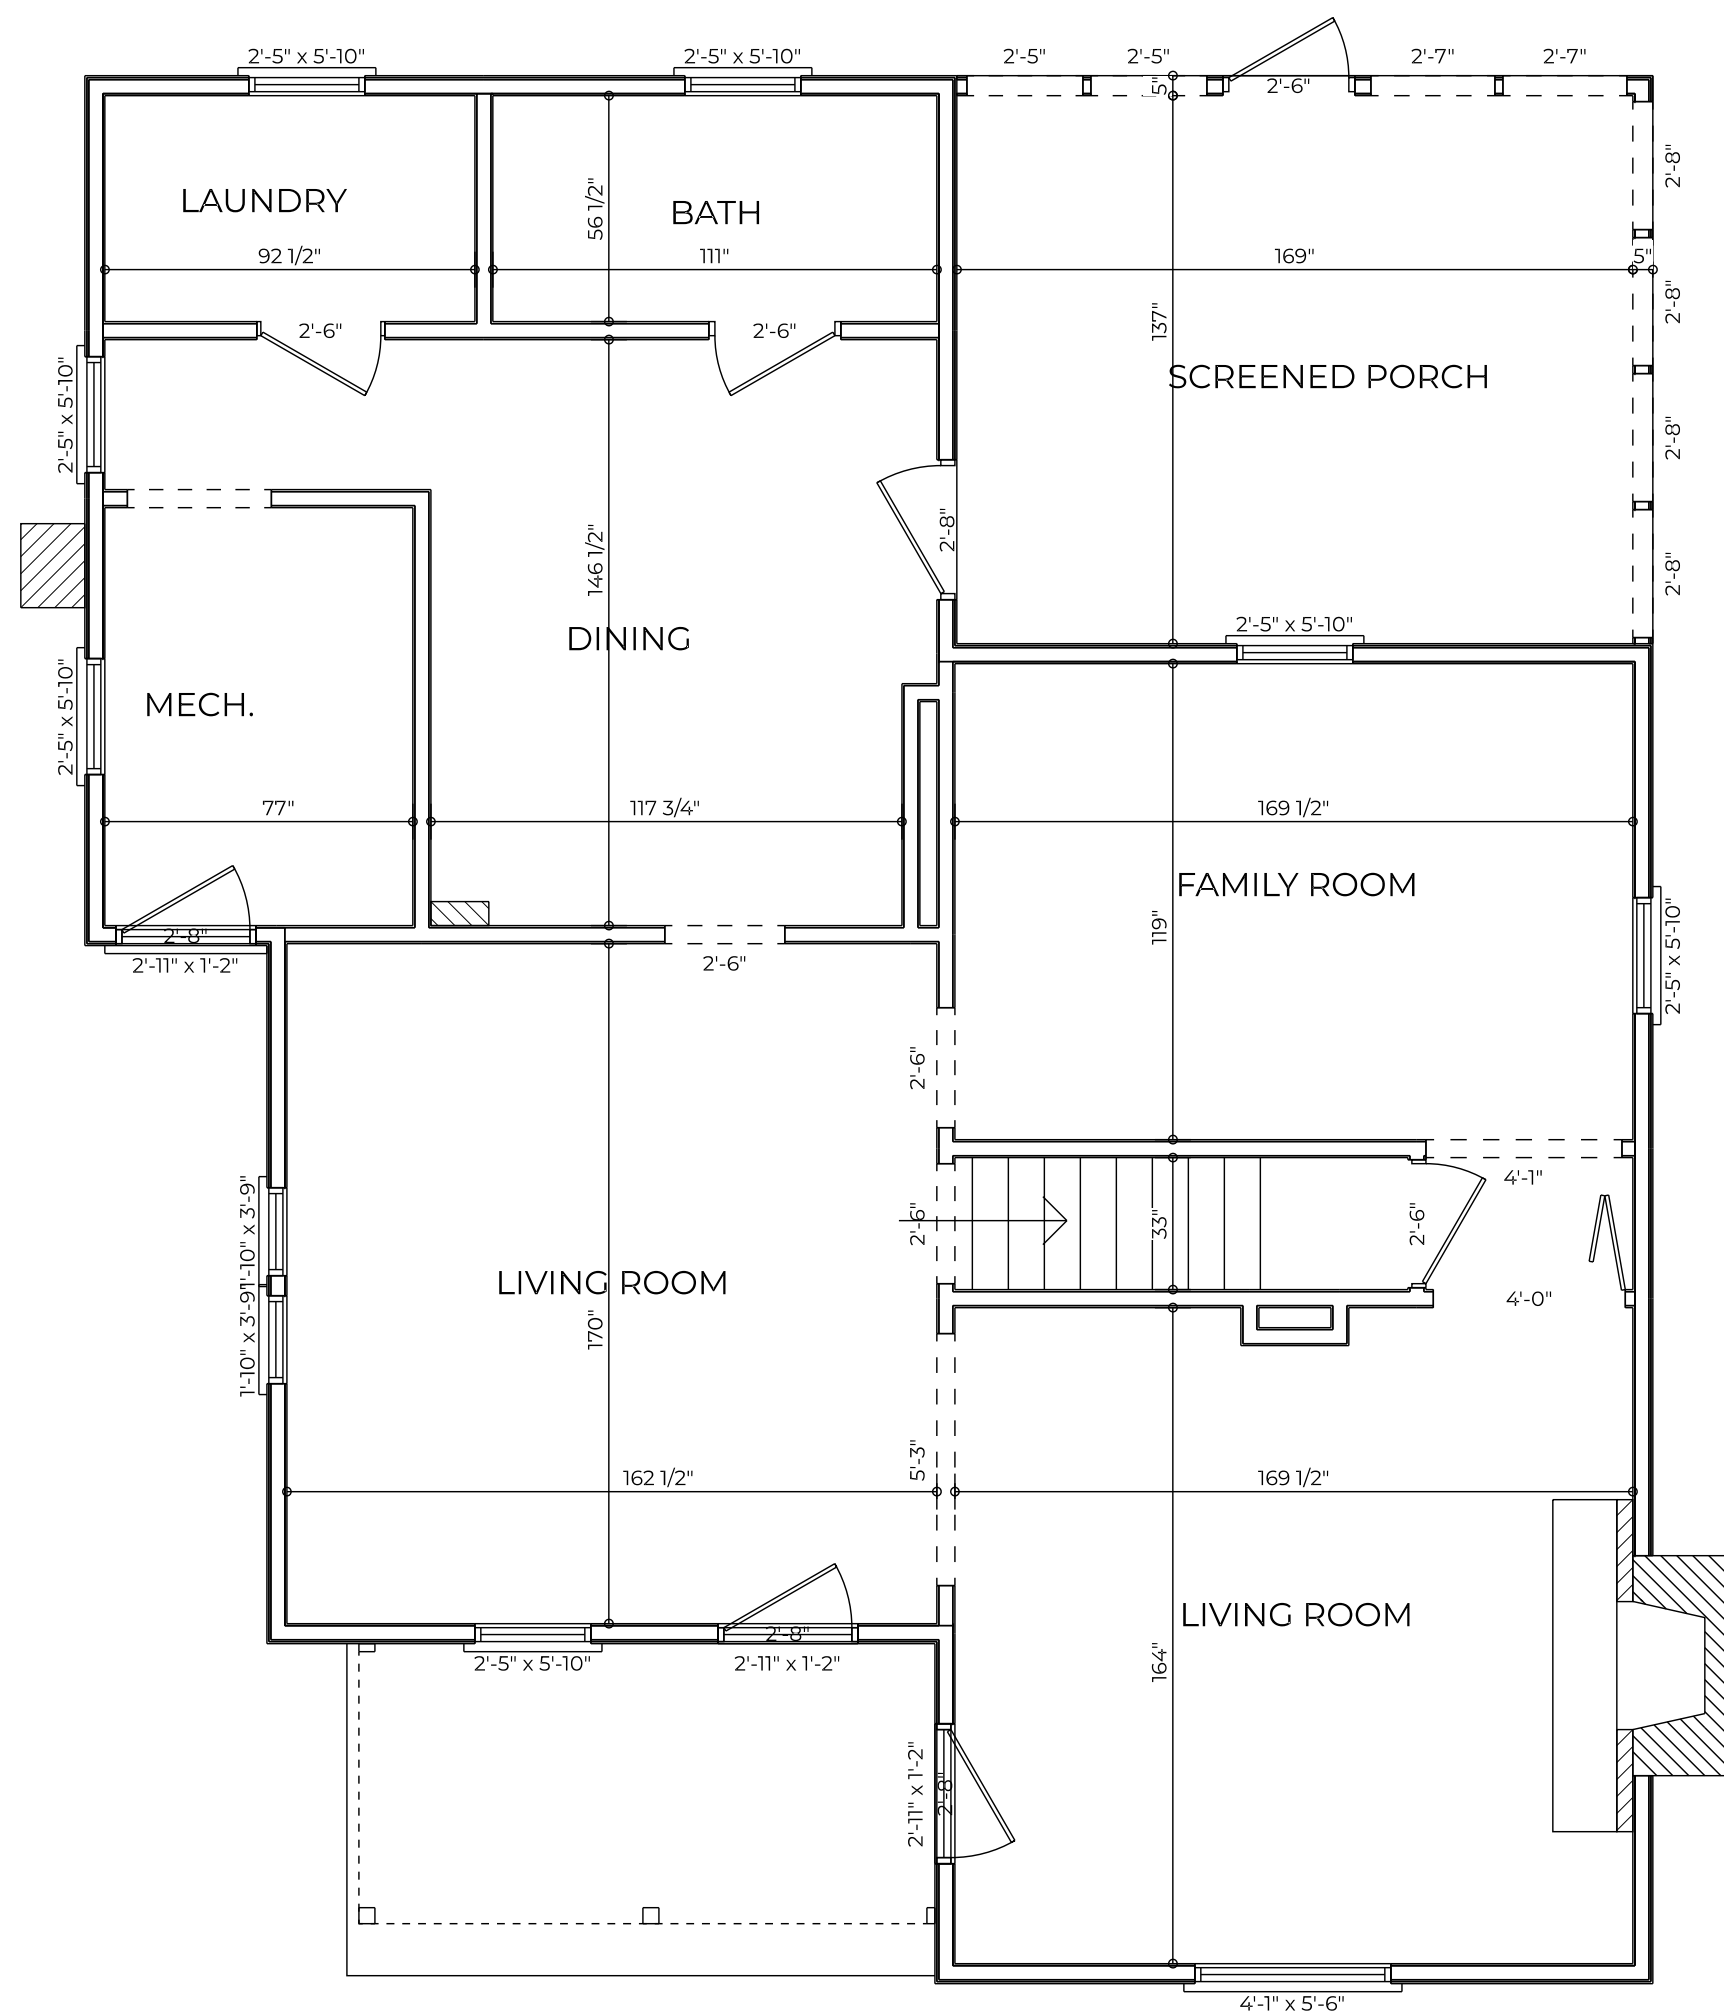 2'-5" x 5'-10"
2'-5" x 5'-10"
2'-5"
2'-5"
2'-7"
2'-7"
5"
2'-6"
2'-8"
LAUNDRY
BATH
56 1/2"
92 1/2"
111"
169"
5"
2'-8"
2'-6"
2'-6"
137"
SCREENED PORCH
2'-5" x 5'-10"
2'-8"
2'-8"
146 1/2"
2'-8"
DINING
2'-5" x 5'-10"
MECH.
2'-5" x 5'-10"
77"
117 3/4"
169 1/2"
FAMILY ROOM
119"
2'-8"
2'-11" x 1'-2"
2'-6"
2'-5" x 5'-10"
2'-6"
4'-1"
1'-10" x 3'-9"
2'-6"
33"
2'-6"
LIVING ROOM
4'-0"
1'-10" x 3'-9"
170"
5'-3"
162 1/2"
169 1/2"
LIVING ROOM
2'-8"
2'-5" x 5'-10"
2'-11" x 1'-2"
164"
2'-11" x 1'-2"
2'-8"
4'-1" x 5'-6"